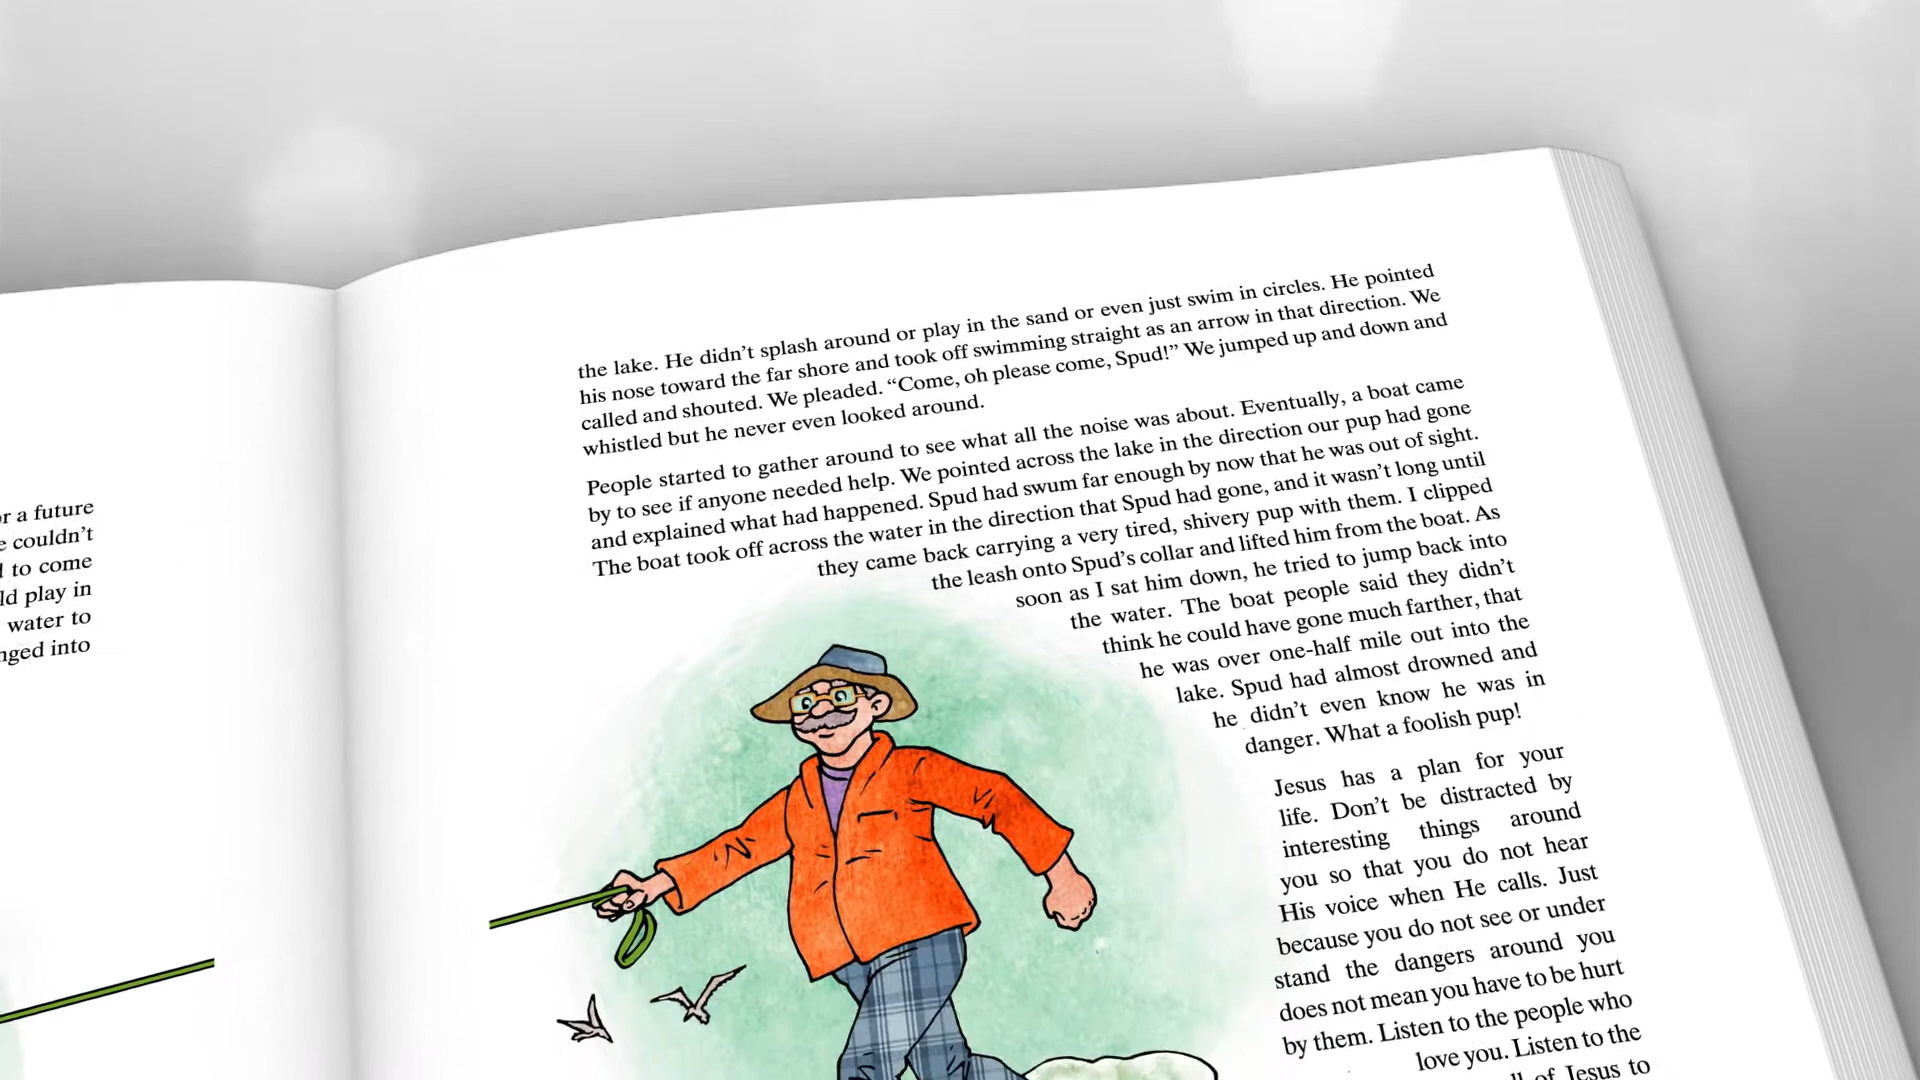 r a future
couldn't
to come
ld play in
water to
nged into
the lake. He didn't splash around or play in the sand or even just swim in circles. He pointed
his nose toward the far shore and took off swimming straight as an arrow in that direction. We
called and shouted. We pleaded. “Come, oh please come, Spud!” We jumped up and down and
whistled but he never even looked around.
People started to gather around to see what all the noise was about. Eventually, a boat came
by to see if anyone needed help. We pointed across the lake in the direction our pup had gone
and explained what had happened. Spud had swum far enough by now that he was out of sight.
The boat took off across the water in the direction that Spud had gone, and it wasn't long until
they came back carrying a very tired, shivery pup with them. I clipped
the leash onto Spud's collar and lifted him from the boat. As
soon as I sat him down, he tried to jump back into
the water. The boat people said they didn't
think he could have gone much farther, that
he was over one-half mile out into the
lake. Spud had almost drowned and
he didn't even know he was in
danger. What a foolish pup!
Jesus has a plan for your
life. Don't be distracted by
interesting things around
you so that you do not hear
His voice when He calls. Just
because you do not see or under
stand the dangers around you
does not mean you have to be hurt
by them. Listen to the people who
love you. Listen to the
of Jesus to